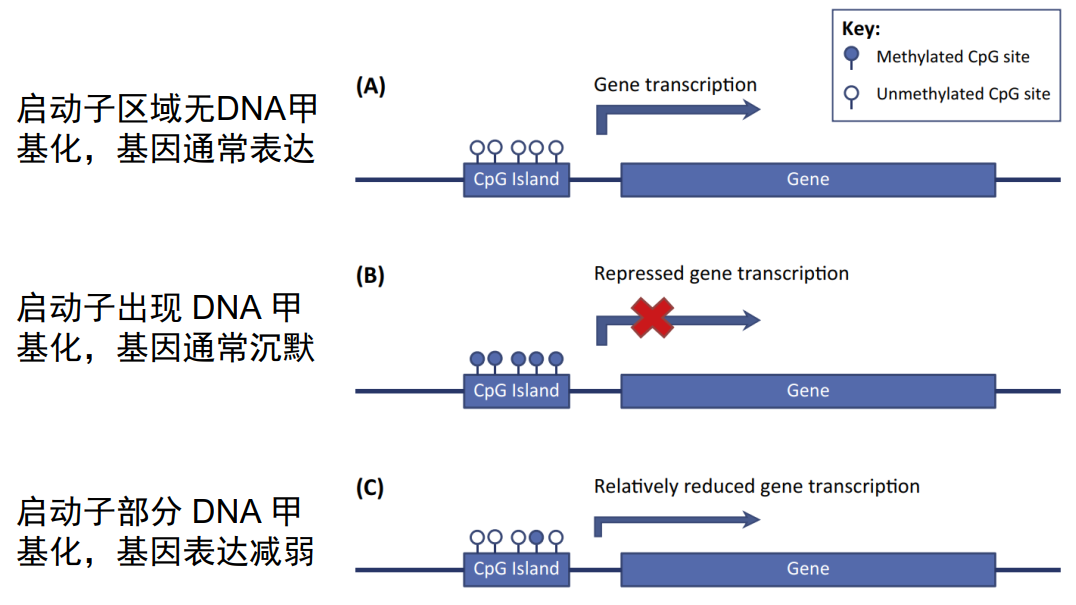 Key:
Methylated CpG site
Unmethylated CpG site
启动子区域无DNA甲
基化，基因通常表达
(A)
Gene transcription
CpG Island
Gene
启动子出现 DNA 甲
基化，基因通常沉默
(B)
Repressed gene transcription
CpG Island
Gene
启动子部分 DNA 甲
基化，基因表达减弱
(C)
Relatively reduced gene transcription
CpG Island
Gene